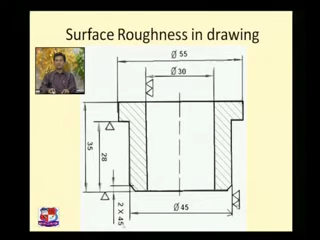 Surface Roughness in drawing
Ø 55
Ø 30
35
28
2 X 45
Ø 45